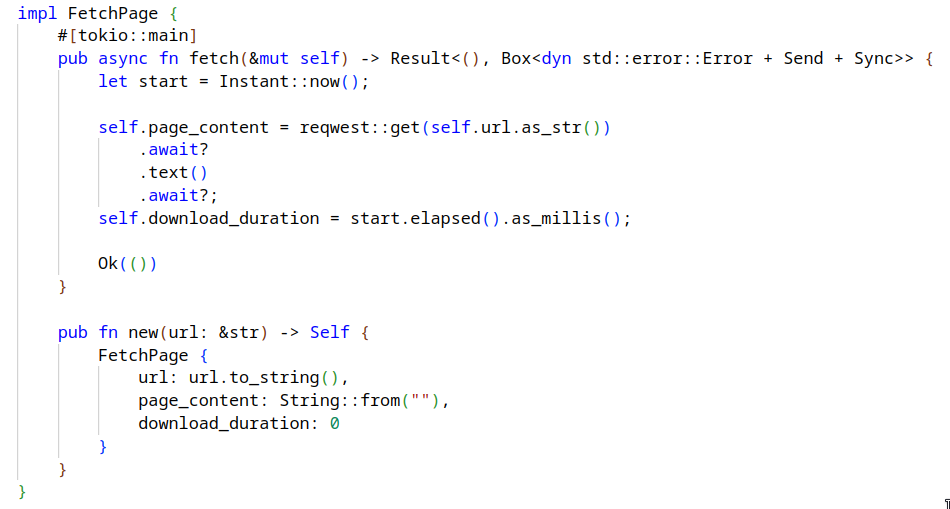 impl FetchPage {
    #[tokio::main]
    pub async fn fetch(&mut self) -> Result<(), Box<dyn std::error::Error + Send + Sync>> {
        let start = Instant::now();

        self.page_content = reqwest::get(self.url.as_str())
            .await?
            .text()
            .await?;
        self.download_duration = start.elapsed().as_millis();

        Ok(())
    }

    pub fn new(url: &str) -> Self {
        FetchPage {
            url: url.to_string(),
            page_content: String::from(""),
            download_duration: 0
        }
    }
}